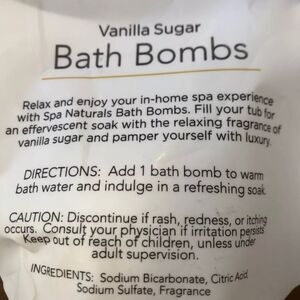 Vanilla Sugar
Bath Bombs
Relax and enjoy your in-home spa experience
with Spa Naturals Bath Bombs. Fill your tub for
an effervescent soak with the relaxing fragrance of
vanilla sugar and pamper yourself with luxury.
DIRECTIONS: Add 1 bath bomb to warm
bath water and indulge in a refreshing soak.
CAUTION: Discontinue if rash, redness, or itching
occurs. Consult your physician if irritation persists.
Keep out of reach of children, unless under
adult supervision.
INGREDIENTS: Sodium Bicarbonate, Citric Acid,
Sodium Sulfate, Fragrance